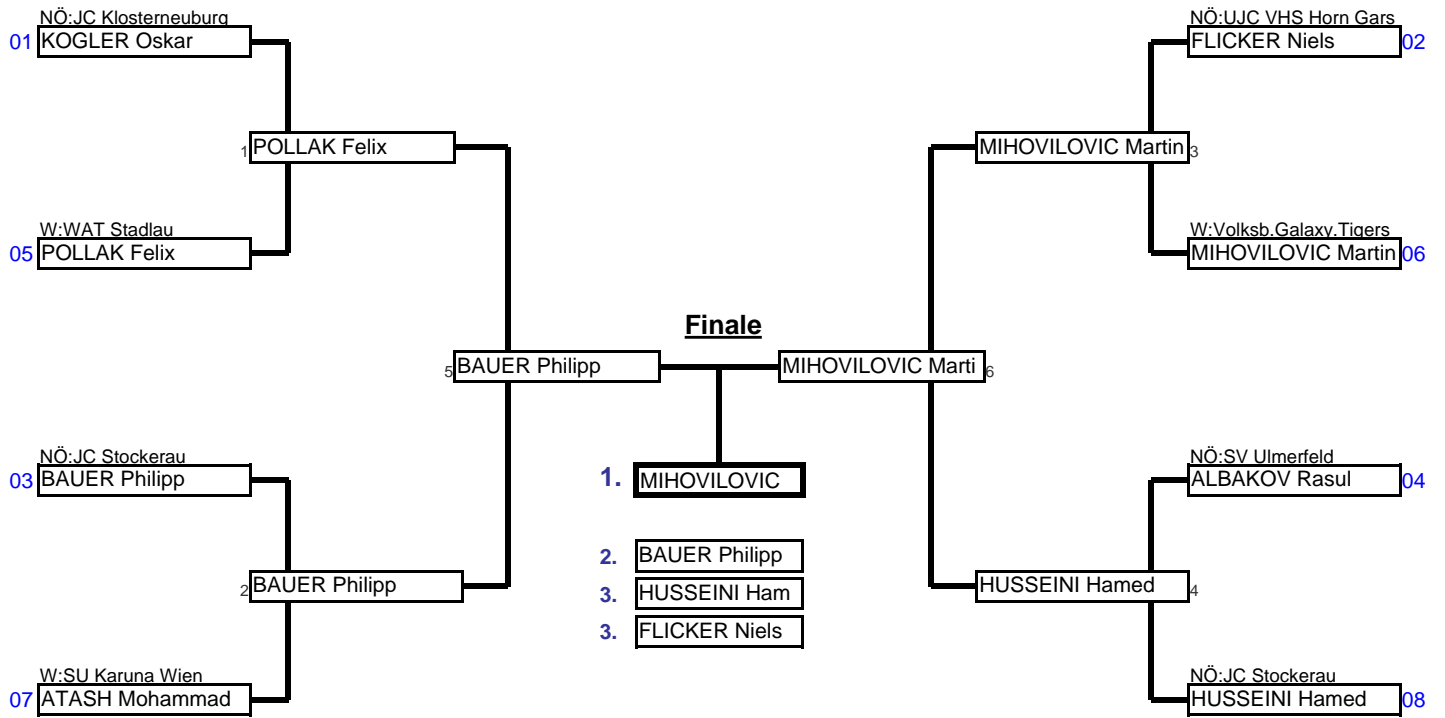 NÖ:JC Klosterneuburg
01 KOGLER Oskar
1 POLLAK Felix
W:WAT Stadlau
05 POLLAK Felix
5 BAUER Philipp
NÖ:JC Stockerau
03 BAUER Philipp
2 BAUER Philipp
W:SU Karuna Wien
07 ATASH Mohammad
Finale
1. MIHOVILOVIC
2. BAUER Philipp
3. HUSSEINI Ham
3. FLICKER Niels
NÖ:UJC VHS Horn Gars
FLICKER Niels 02
MIHOVILOVIC Martin 3
W:Volksb.Galaxy.Tigers
MIHOVILOVIC Martin 06
MIHOVILOVIC Marti 6
NÖ:SV Ulmerfeld
ALBAKOV Rasul 04
HUSSEINI Hamed 4
NÖ:JC Stockerau
HUSSEINI Hamed 08